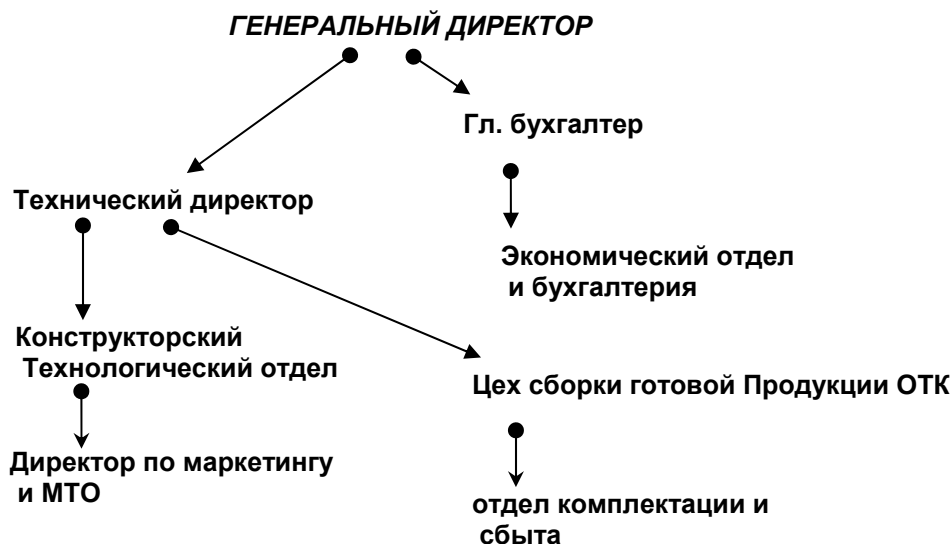 ГЕНЕРАЛЬНЫЙ ДИРЕКТОР
Гл. бухгалтер
Технический директор
Экономический отдел
и бухгалтерия
Конструкторский
Технологический отдел
Цех сборки готовой Продукции ОТК
Директор по маркетингу
и МТО
отдел комплектации и
сбыта